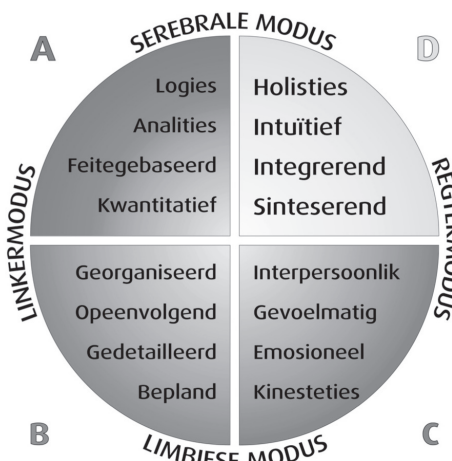 SEREBRALE MODUS
A
D
Logies
Analities
Feitegebaseerd
Kwantitatief
Holisties
Intuïtief
Integrerend
Sinteserend
LINKERMODUS
REGTERMODUS
Georganiseerd
Opeenvolgend
Gedetailleerd
Bepland
Interpersoonlik
Gevoelmatig
Emosioneel
Kinesteties
B
C
LIMBIESE MODUS